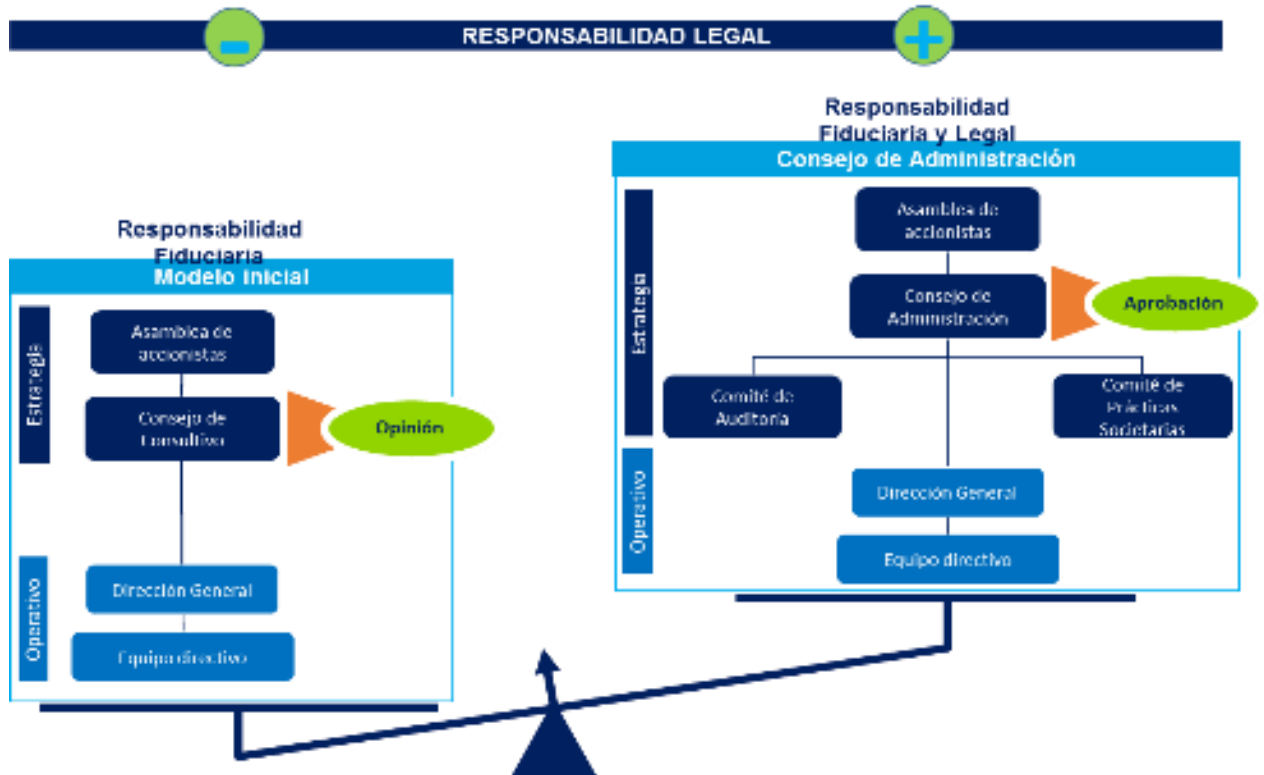 RESPONSABILIDAD LEGAL
Responsabilidad
Fiduciaria
Modelo inicial
Estrategia
Asamblea de
accionistas
Consejo de
Consultivo
Opinión
Operativo
Dirección General
Equipo directivo
Responsabilidad
Fiduciaria y Legal
Consejo de Administración
Estrategia
Asamblea de
accionistas
Consejo de
Administración
Aprobación
Comité de
Auditoría
Comité de
Prácticas
Societarias
Operativo
Dirección General
Equipo directivo